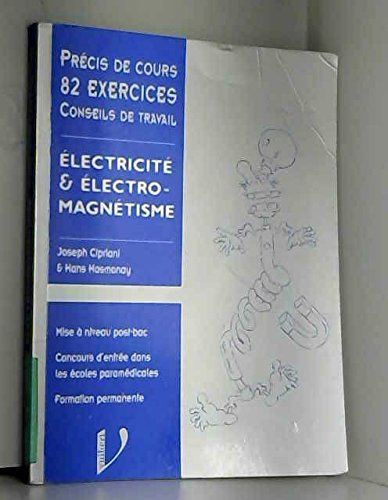 PRÉCIS DE COURS
82 EXERCICES
CONSEILS DE TRAVAIL
ÉLECTRICITÉ
& ÉLECTRO-
MAGNÉTISME
Joseph Cipriani
& Hans Hasmonay
Mise à niveau post-bac
Concours d'entrée dans
les écoles paramédicales
Formation permanente
Vuibert